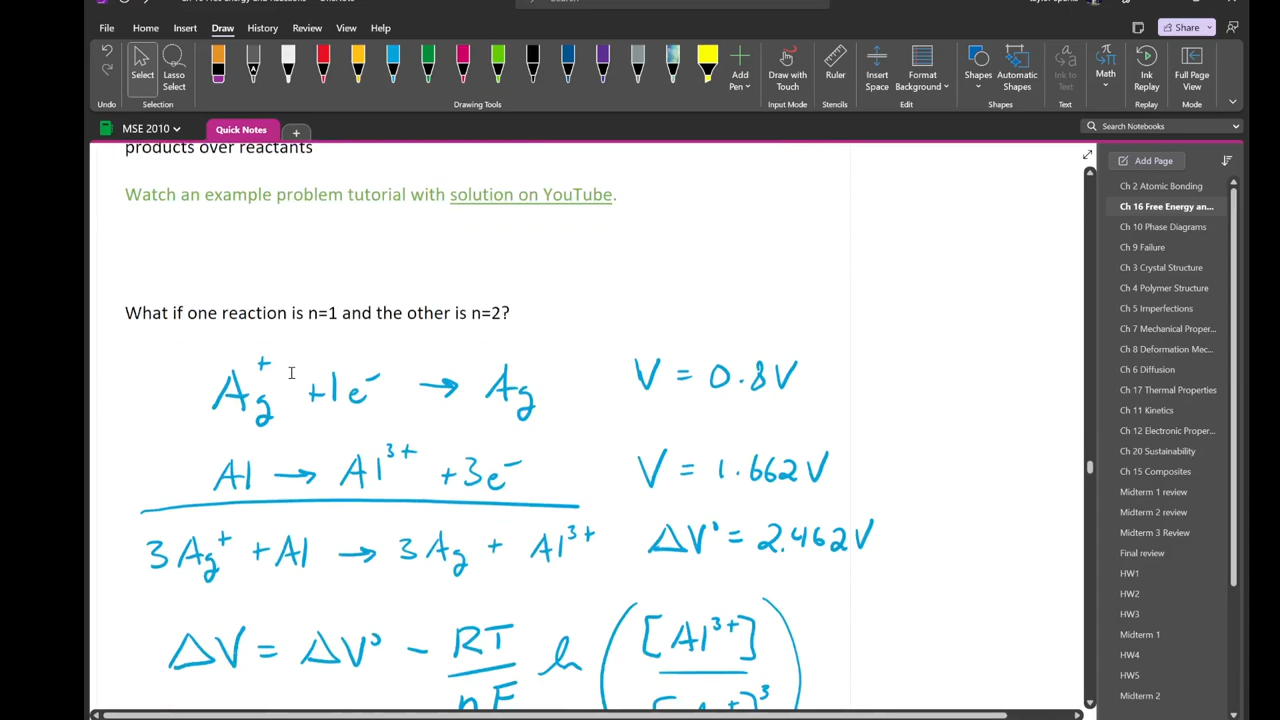 File Home Insert Draw History Review View Help Share
Undo
Select
Lasso Select
Add Pen
Draw with Touch
Ruler
Insert Space
Format Background
Shapes
Automatic Shapes
Ink to Text
Math
Ink Replay
Full Page View
Undo Selection Drawing Tools Input Mode Stencils Edit Shapes Text Replay Mode
MSE 2010 Quick Notes + Search Notebooks
products over reactants
Watch an example problem tutorial with solution on YouTube.
What if one reaction is n=1 and the other is n=2?
Ag⁺ +1e⁻ → Ag V = 0.8V
Al → Al³⁺ +3e⁻ V = 1.662V
3Ag⁺ + Al → 3Ag + Al³⁺ ΔV° = 2.462V
ΔV = ΔV° − RT/nF ln ([Al³⁺]
Add Page
Ch 2 Atomic Bonding
Ch 16 Free Energy an...
Ch 10 Phase Diagrams
Ch 9 Failure
Ch 3 Crystal Structure
Ch 4 Polymer Structure
Ch 5 Imperfections
Ch 7 Mechanical Proper...
Ch 8 Deformation Mec...
Ch 6 Diffusion
Ch 17 Thermal Properties
Ch 11 Kinetics
Ch 12 Electronic Proper...
Ch 20 Sustainability
Ch 15 Composites
Midterm 1 review
Midterm 2 review
Midterm 3 Review
Final review
HW1
HW2
HW3
Midterm 1
HW4
HW5
Midterm 2